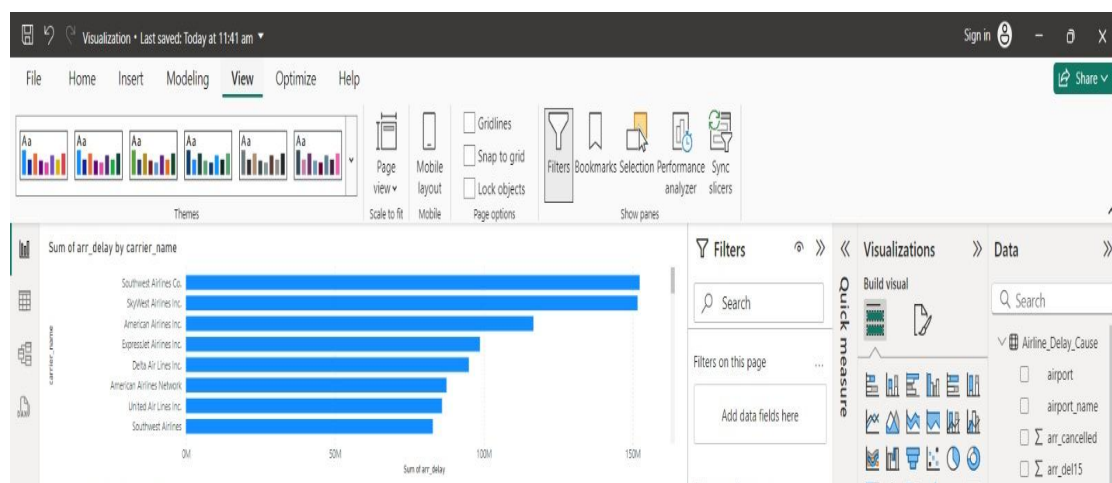 Visualization • Last saved: Today at 11:41 am
Sign in
File Home Insert Modeling View Optimize Help
Share
Aa Aa Aa Aa Aa Aa
Page view
Mobile layout
Gridlines
Snap to grid
Lock objects
Filters Bookmarks Selection Performance analyzer Sync slicers
Themes
Scale to fit
Mobile
Page options
Show panes
Sum of arr_delay by carrier_name
carrier_name
Southwest Airlines Co.
SkyWest Airlines Inc.
American Airlines Inc.
ExpressJet Airlines Inc.
Delta Air Lines Inc.
American Airlines Network
United Air Lines Inc.
Southwest Airlines
0M 50M 100M 150M
Sum of arr_delay
Filters
Search
Filters on this page ...
Add data fields here
Quick measure
Visualizations
Build visual
Data
Search
Airline_Delay_Cause
airport
airport_name
∑ arr_cancelled
∑ arr_del15